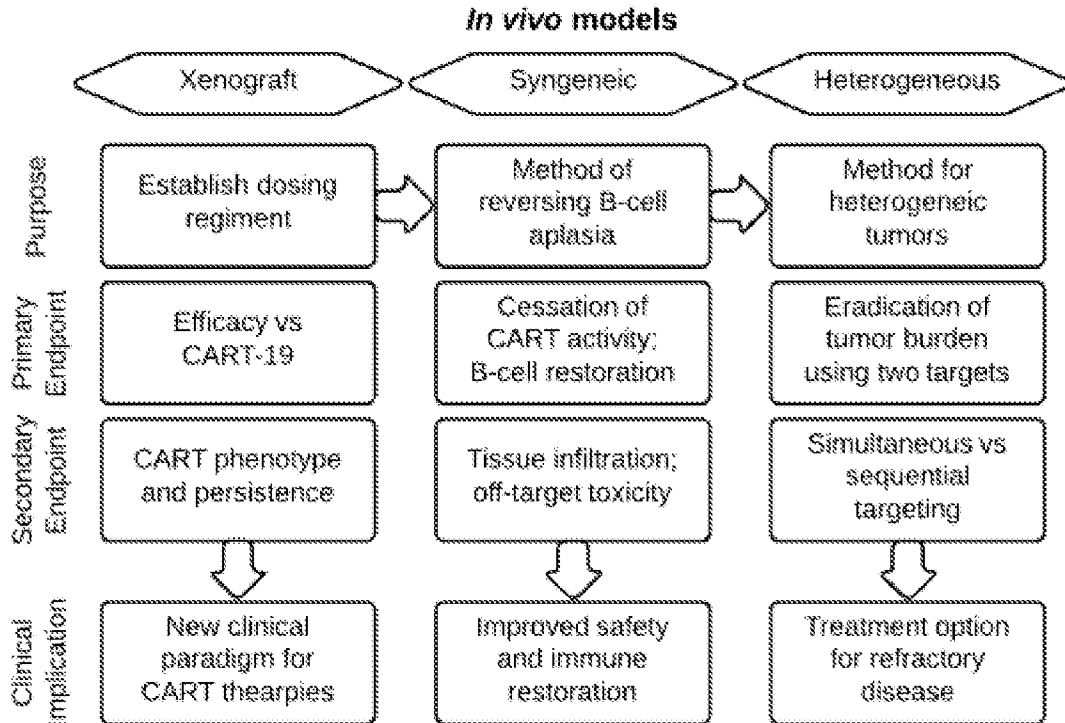 In vivo models
Xenograft
Syngeneic
Heterogeneous
Purpose
Establish dosing
regiment
Method of
reversing B-cell
aplasia
Method for
heterogeneic
tumors
Primary
Endpoint
Efficacy vs
CART-19
Cessation of
CART activity;
B-cell restoration
Eradication of
tumor burden
using two targets
Secondary
Endpoint
CART phenotype
and persistence
Tissue infiltration;
off-target toxicity
Simultaneous vs
sequential
targeting
Clinical
Implication
New clinical
paradigm for
CART thearpies
Improved safety
and immune
restoration
Treatment option
for refractory
disease